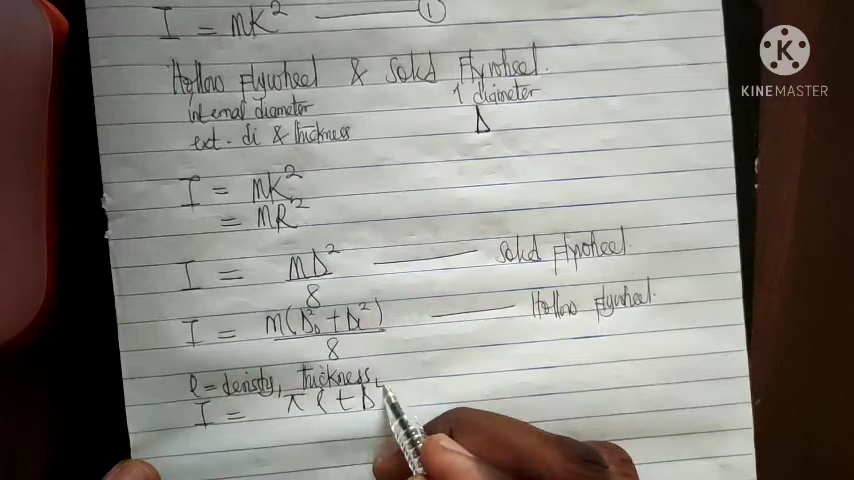 I = mK² ——— ①
Hollow flywheel & solid flywheel.
internal diameter 1 diameter
ext. di & thickness D
I = mK²
= mR²
I = mD²/8 ——— solid flywheel.
I = m(D₀² + Di²)/8 ——— Hollow flywheel.
ρ = density, thickness,
I = π ρ t D
K
KINEMASTER